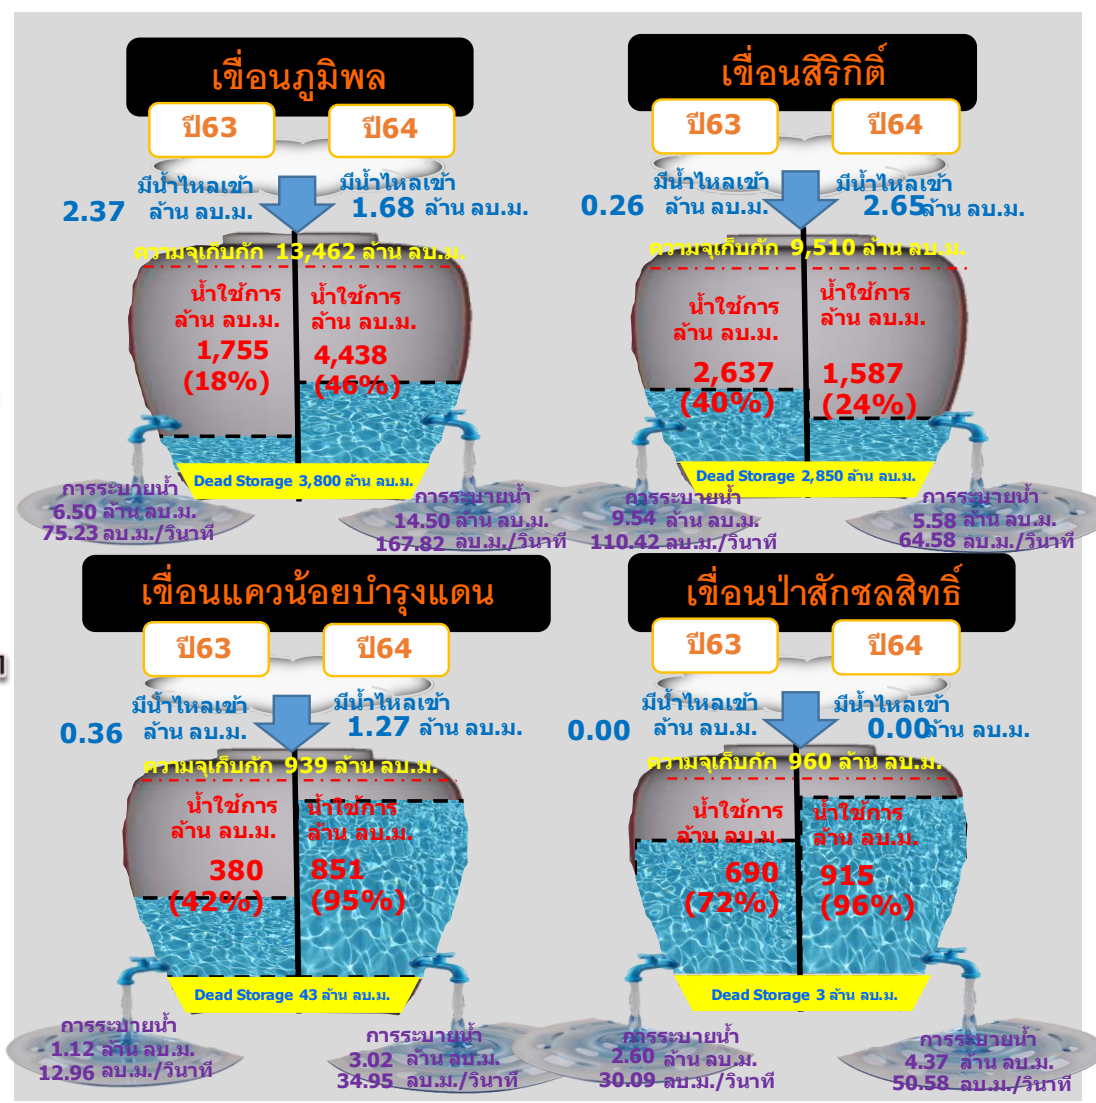 เขื่อนภูมิพล
ปี63
ปี64
มีน้ำไหลเข้า
2.37 ล้าน ลบ.ม.
มีน้ำไหลเข้า
1.68 ล้าน ลบ.ม.
ความจุเก็บกัก 13,462 ล้าน ลบ.ม.
น้ำใช้การ
ล้าน ลบ.ม.
1,755
(18%)
น้ำใช้การ
ล้าน ลบ.ม.
4,438
(46%)
Dead Storage 3,800 ล้าน ลบ.ม.
การระบายน้ำ
6.50 ล้าน ลบ.ม.
75.23 ลบ.ม./วินาที
การระบายน้ำ
14.50 ล้าน ลบ.ม.
167.82 ลบ.ม./วินาที
เขื่อนสิริกิติ์
ปี63
ปี64
มีน้ำไหลเข้า
0.26 ล้าน ลบ.ม.
มีน้ำไหลเข้า
2.65ล้าน ลบ.ม.
ความจุเก็บกัก 9,510 ล้าน ลบ.ม.
น้ำใช้การ
ล้าน ลบ.ม.
2,637
(40%)
น้ำใช้การ
ล้าน ลบ.ม.
1,587
(24%)
Dead Storage 2,850 ล้าน ลบ.ม.
การระบายน้ำ
9.54 ล้าน ลบ.ม.
110.42 ลบ.ม./วินาที
การระบายน้ำ
5.58 ล้าน ลบ.ม.
64.58 ลบ.ม./วินาที
เขื่อนแควน้อยบำรุงแดน
ปี63
ปี64
มีน้ำไหลเข้า
0.36 ล้าน ลบ.ม.
มีน้ำไหลเข้า
1.27 ล้าน ลบ.ม.
ความจุเก็บกัก 939 ล้าน ลบ.ม.
น้ำใช้การ
ล้าน ลบ.ม.
380
(42%)
น้ำใช้การ
ล้าน ลบ.ม.
851
(95%)
Dead Storage 43 ล้าน ลบ.ม.
การระบายน้ำ
1.12 ล้าน ลบ.ม.
12.96 ลบ.ม./วินาที
การระบายน้ำ
3.02 ล้าน ลบ.ม.
34.95 ลบ.ม./วินาที
เขื่อนป่าสักชลสิทธิ์
ปี63
ปี64
มีน้ำไหลเข้า
0.00 ล้าน ลบ.ม.
มีน้ำไหลเข้า
0.00ล้าน ลบ.ม.
ความจุเก็บกัก 960 ล้าน ลบ.ม.
น้ำใช้การ
ล้าน ลบ.ม.
690
(72%)
น้ำใช้การ
ล้าน ลบ.ม.
915
(96%)
Dead Storage 3 ล้าน ลบ.ม.
การระบายน้ำ
2.60 ล้าน ลบ.ม.
30.09 ลบ.ม./วินาที
การระบายน้ำ
4.37 ล้าน ลบ.ม.
50.58 ลบ.ม./วินาที